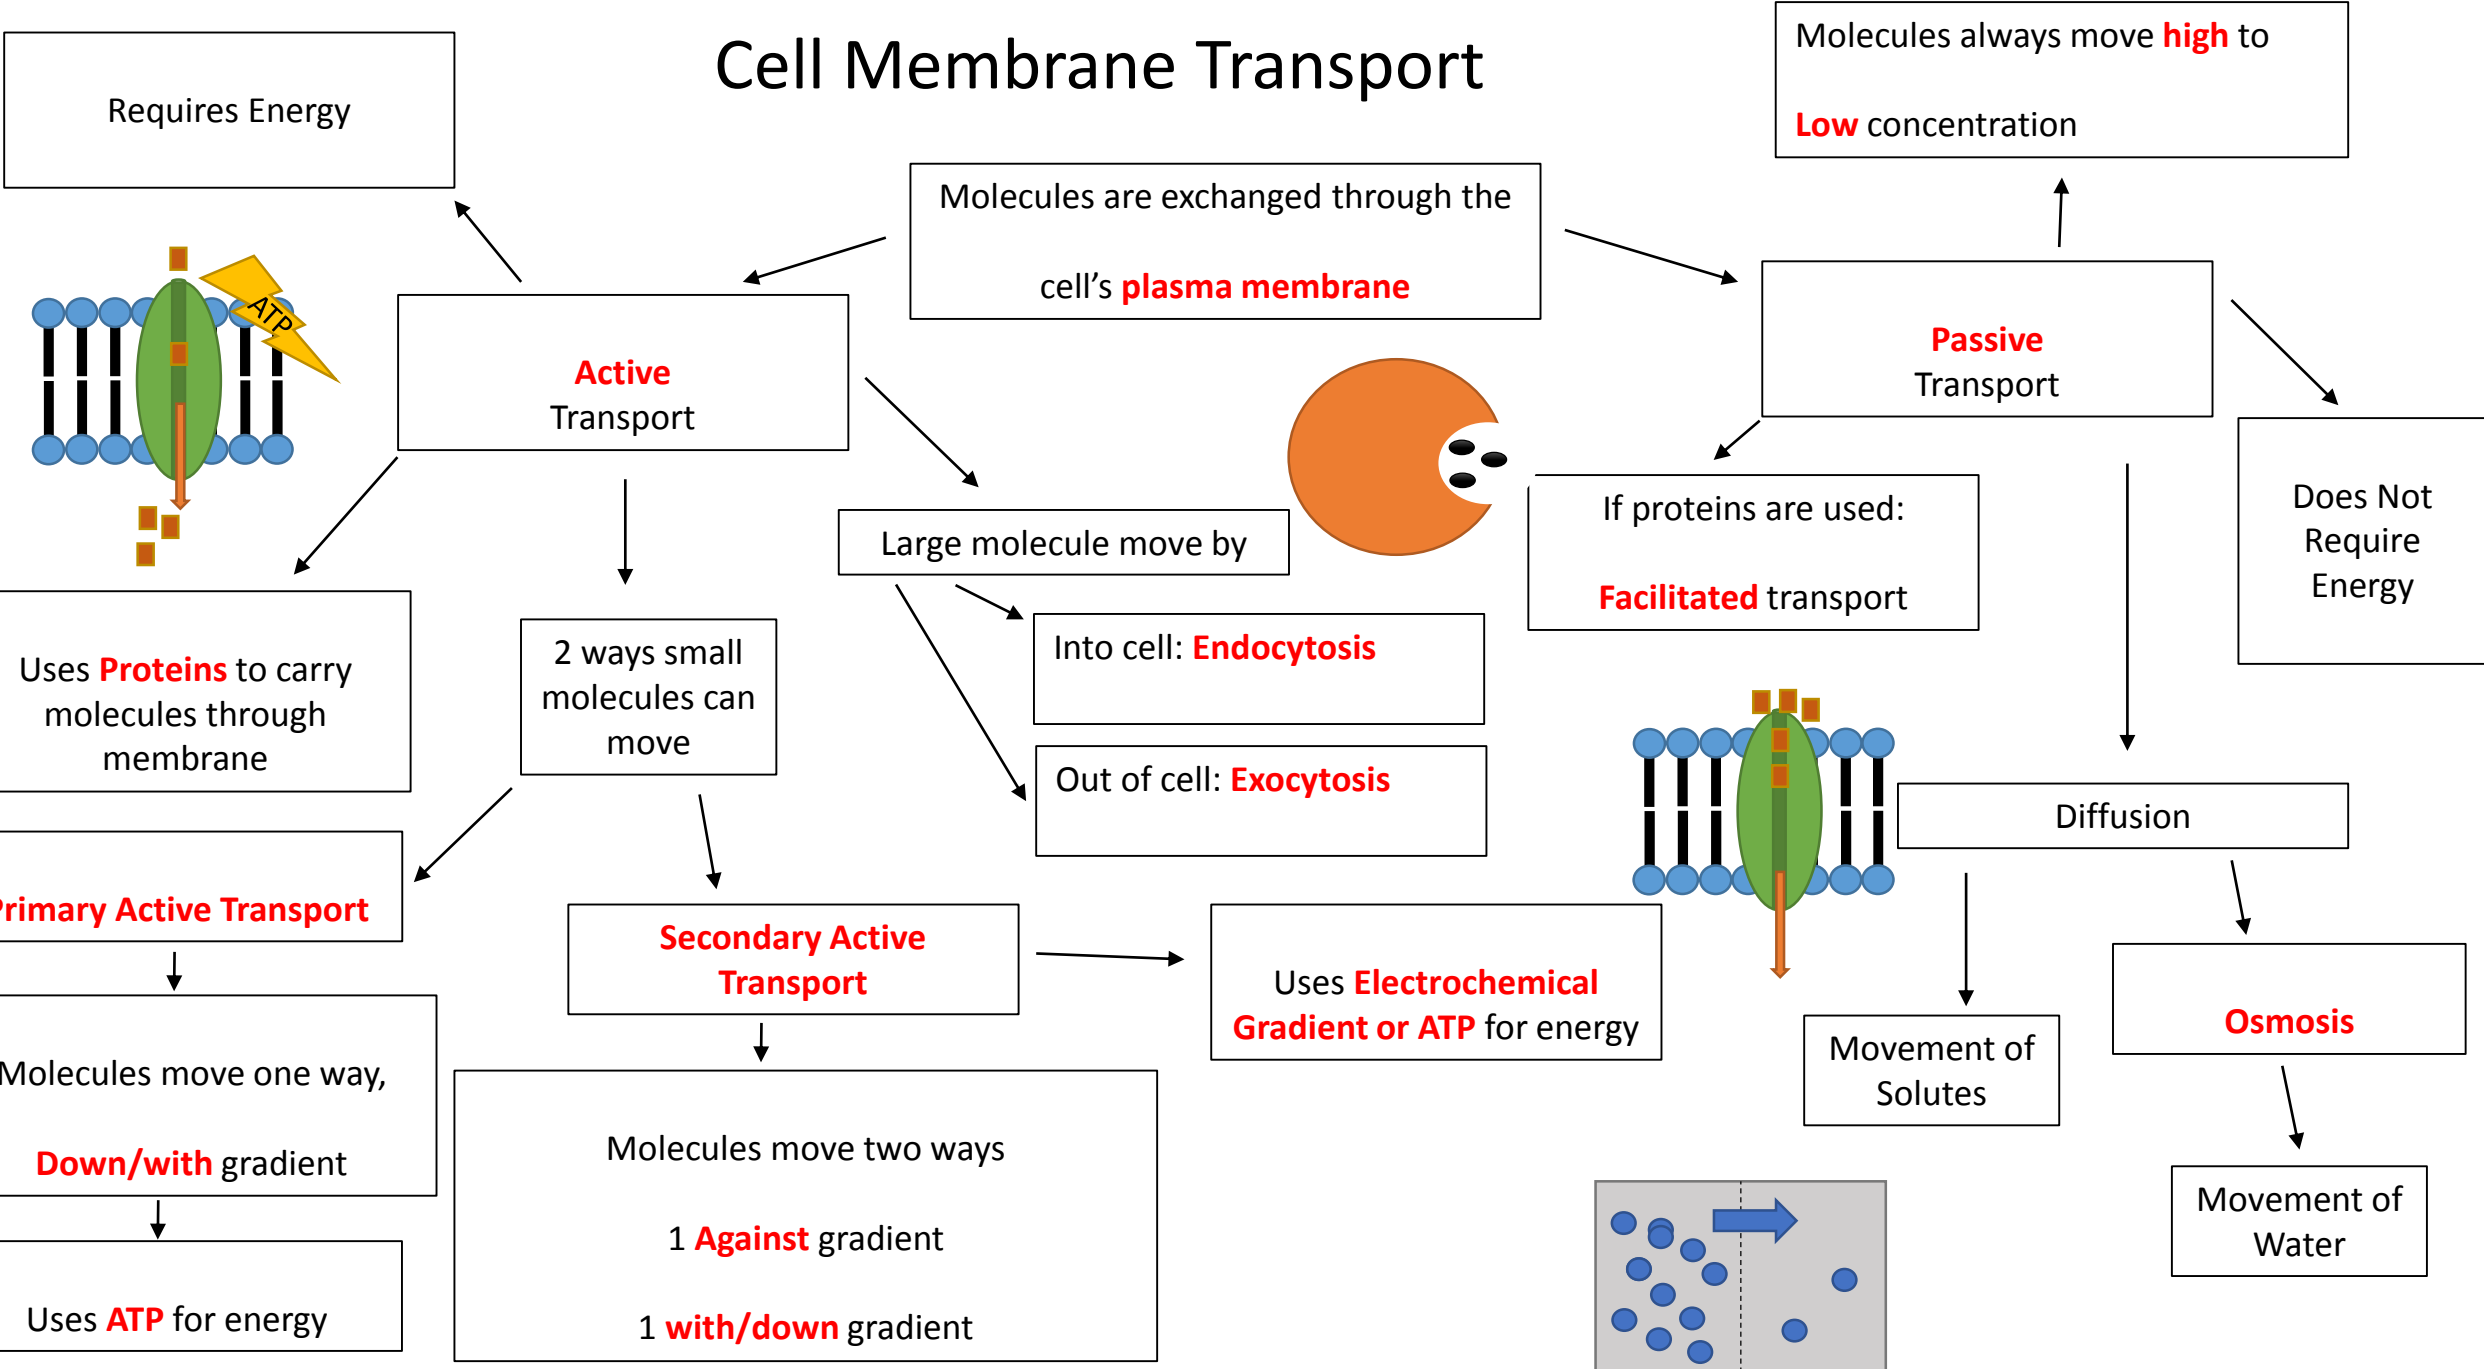 Cell Membrane Transport
Requires Energy
Molecules always move high to
Low concentration
Molecules are exchanged through the
cell's plasma membrane
ATP
Active
Transport
Passive
Transport
Large molecule move by
If proteins are used:
Facilitated transport
Does Not
Require
Energy
Uses Proteins to carry
molecules through
membrane
2 ways small
molecules can
move
Into cell: Endocytosis
Out of cell: Exocytosis
Diffusion
Primary Active Transport
Secondary Active
Transport
Uses Electrochemical
Gradient or ATP for energy
Movement of
Solutes
Osmosis
Molecules move one way,
Down/with gradient
Molecules move two ways
1 Against gradient
1 with/down gradient
Movement of
Water
Uses ATP for energy